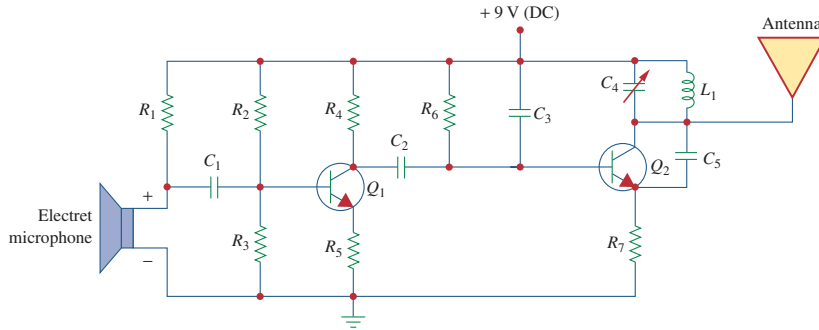 + 9 V (DC)
Antenna
R1
R2
R4
R6
C3
C4
L1
C1
C2
Q1
Q2
C5
+
Electret
microphone
−
R3
R5
R7